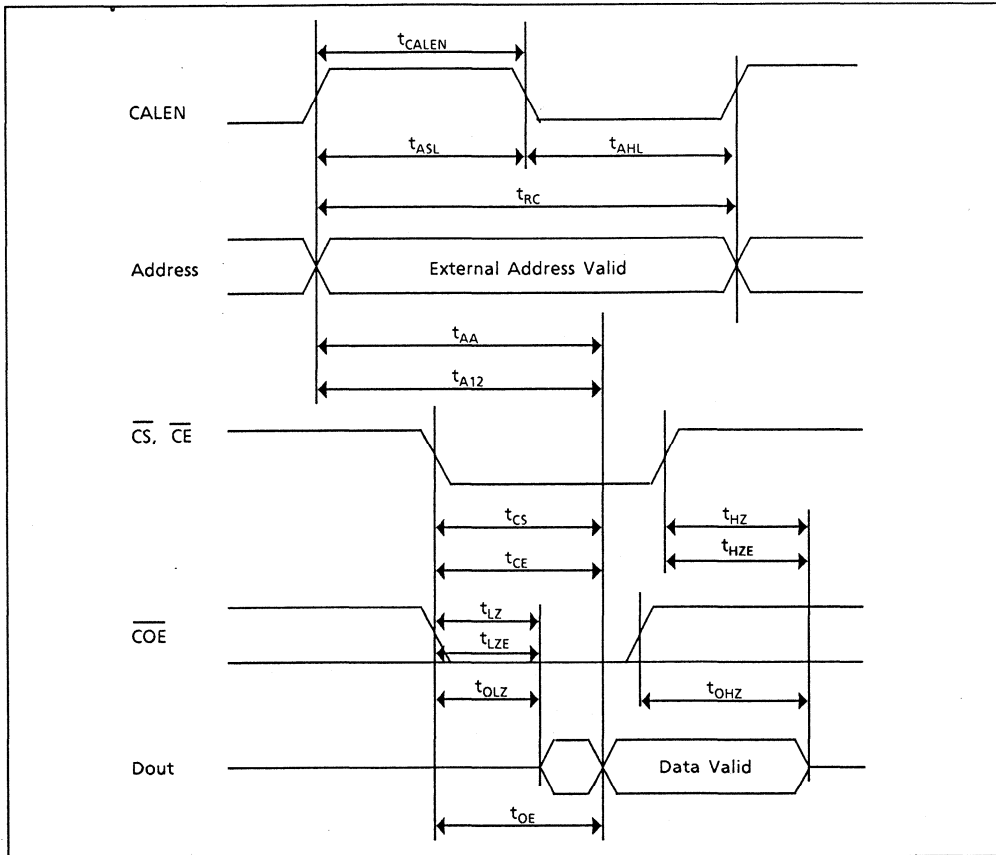 tCALEN
CALEN
tASL
tAHL
tRC
Address
External Address Valid
tAA
tA12
CS, CE
tCS
tHZ
tCE
tHZE
COE
tLZ
tLZE
tOLZ
tOHZ
Dout
Data Valid
tOE